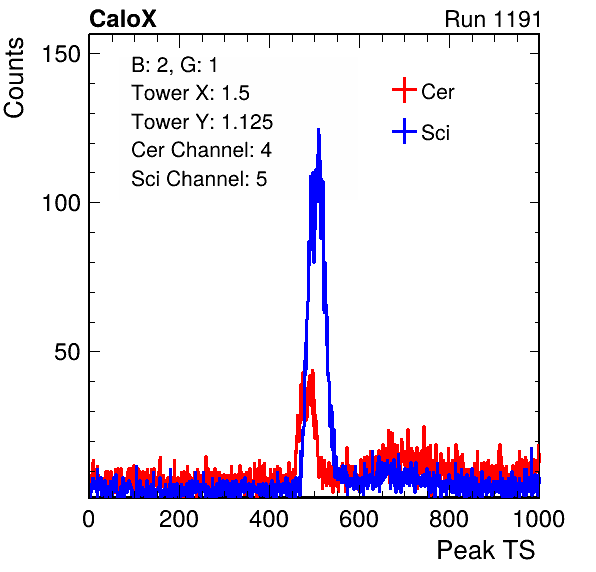 CaloX Run 1191
150
100
50
Counts
B: 2, G: 1
Tower X: 1.5
Tower Y: 1.125
Cer Channel: 4
Sci Channel: 5
Cer
Sci
0 200 400 600 800 1000
Peak TS